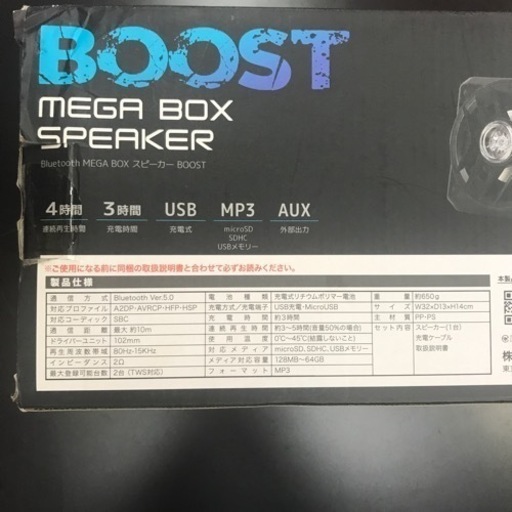 BOOST
MEGA BOX
SPEAKER
Bluetooth MEGA BOX スピーカー BOOST
4時間 3時間 USB MP3 AUX
連続再生時間 充電時間 充電式 microSD 外部出力
SDHC
USBメモリー
※ご使用になる前に同梱の取扱説明書と合わせて必ずお読みください。
製品仕様
通信方式 Bluetooth Ver.5.0 電池種類 充電式リチウムポリマー電池 重量 約650g
対応プロファイル A2DP・AVRCP・HFP・HSP 充電方式/充電端子 USB充電・MicroUSB サイズ W32×D13×H14cm
対応コーディック SBC 充電時間 約3時間 材質 PP・PS
通信距離 最大約10m 連続再生時間 約3~5時間(音量50%の場合) セット内容 スピーカー(1台)
ドライバーユニット 102mm 使用温度 0℃~45℃(結露しないこと) 充電ケーブル
再生周波数帯域 80Hz-15KHz 対応メディア microSD、SDHC、USBメモリー 取扱説明書
インピーダンス 2Ω メディア対応容量 128MB~64GB
最大登録可能台数 2台 (TWS対応) フォーマット MP3
本製
株
東京